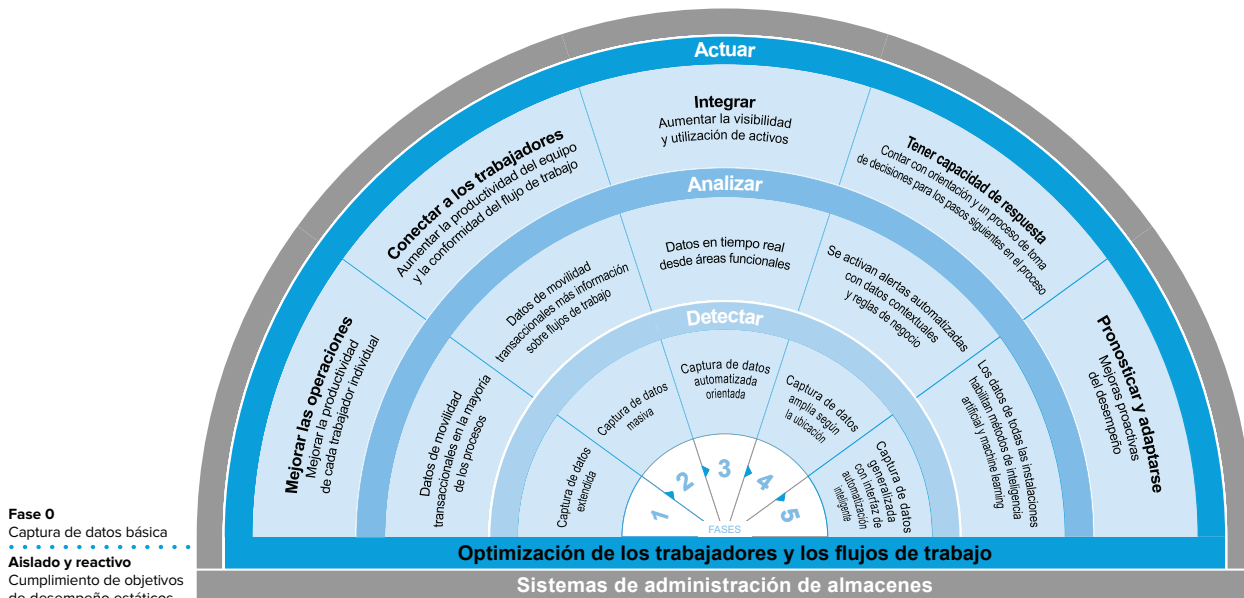 Actuar
Integrar
Aumentar la visibilidad
y utilización de activos
Conectar a los trabajadores
Aumentar la productividad del equipo
y la conformidad del flujo de trabajo
Tener capacidad de respuesta
Contar con orientación y un proceso de toma
de decisiones para los pasos siguientes en el proceso
Mejorar las operaciones
Mejorar la productividad
de cada trabajador individual
Pronosticar y adaptarse
Mejoras proactivas
del desempeño
Analizar
Datos de movilidad
transaccionales en la mayoría
de los procesos
Datos de movilidad
transaccionales más información
sobre flujos de trabajo
Datos en tiempo real
desde áreas funcionales
Se activan alertas automatizadas
con datos contextuales
y reglas de negocio
Los datos de todas las instalaciones
habilitan métodos de inteligencia
artificial y machine learning
Detectar
Captura de datos
extendida
Captura de datos
masiva
Captura de datos
automatizada
orientada
Captura de datos
amplia según
la ubicación
Captura de datos
generalizada
con interfaz de
automatización
inteligente
1
2
3
4
5
FASES
Optimización de los trabajadores y los flujos de trabajo
Sistemas de administración de almacenes
Fase 0
Captura de datos básica
Aislado y reactivo
Cumplimiento de objetivos
de desempeño estáticos